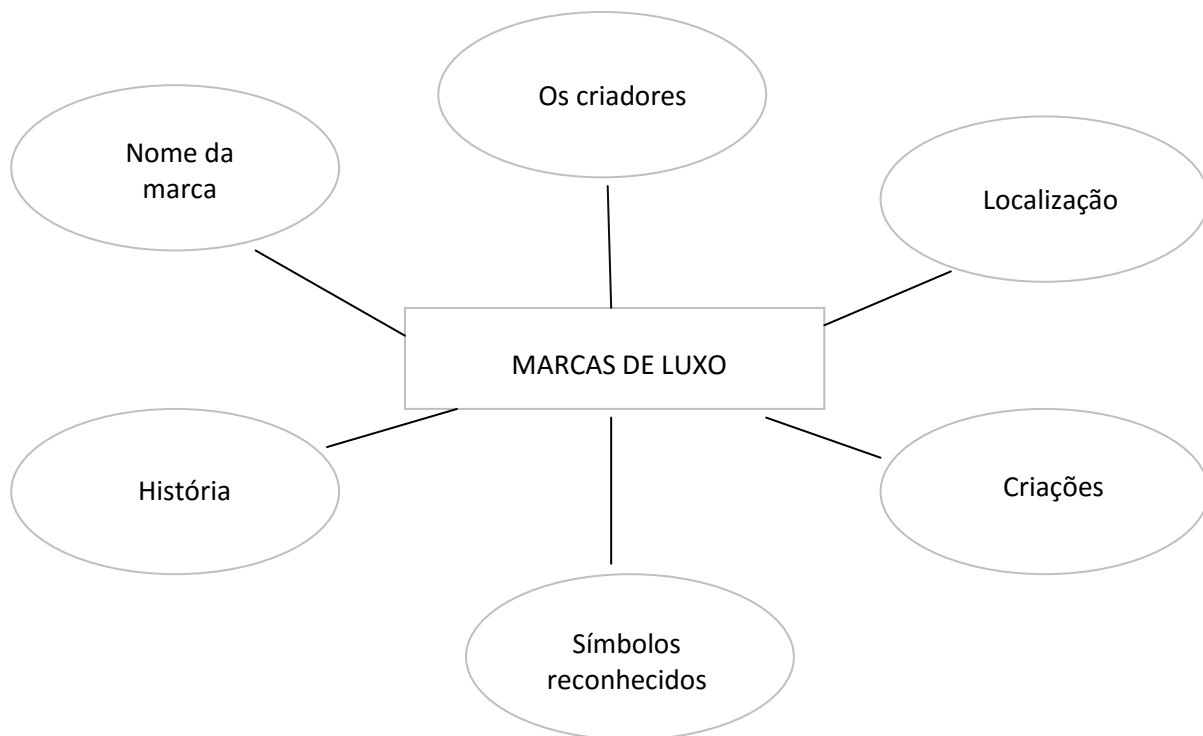 Os criadores
Nome da
marca
Localização
MARCAS DE LUXO
História
Criações
Símbolos
reconhecidos